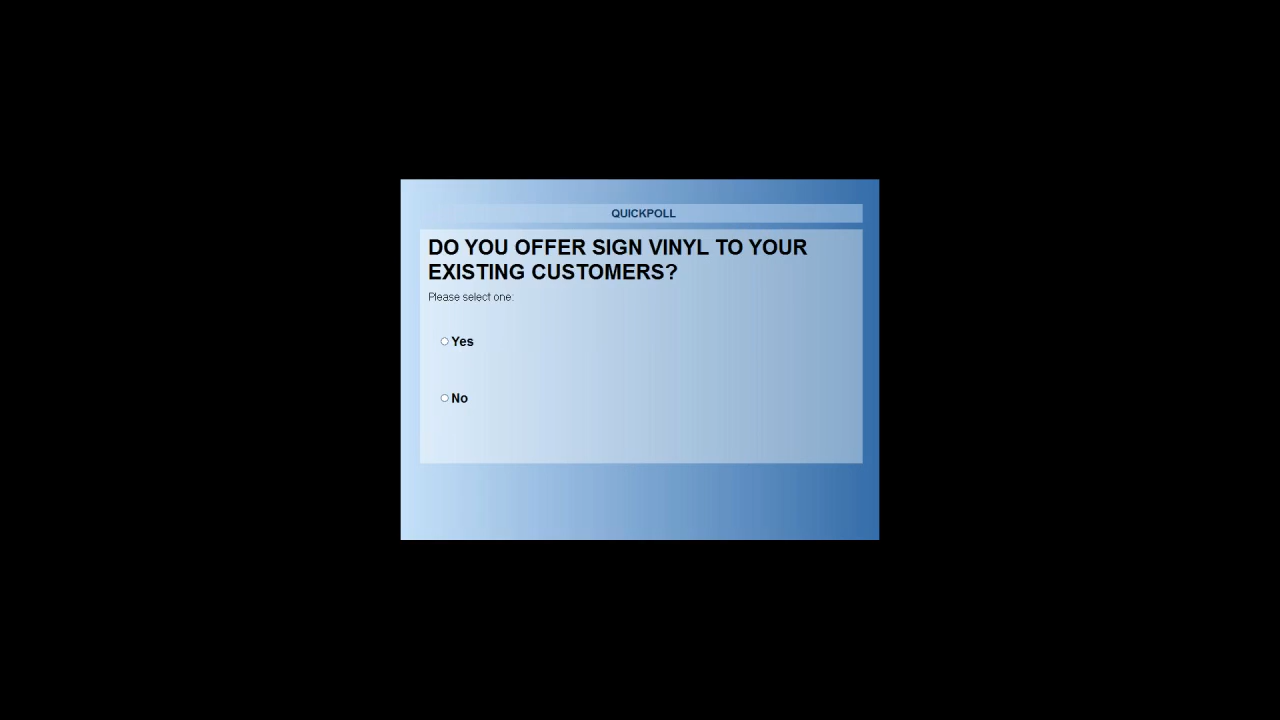 QUICKPOLL
DO YOU OFFER SIGN VINYL TO YOUR
EXISTING CUSTOMERS?
Please select one:
Yes
No